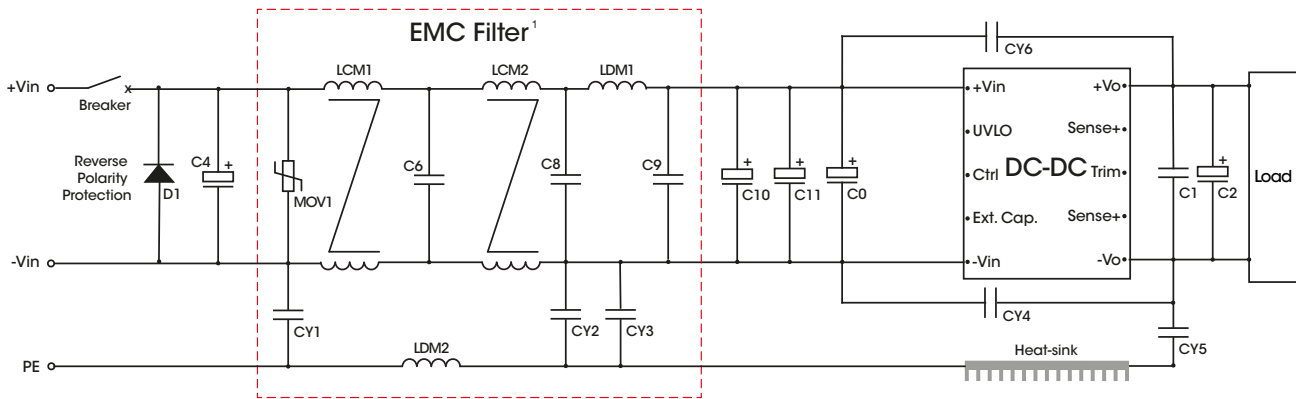 EMC Filter¹
CY6
LCM1
LCM2
LDM1
+Vin
Breaker
+Vin
+Vo
UVLO
Sense+
Reverse
Polarity
Protection
D1
C4
+
MOV1
C6
C8
C9
+
C10
+
C11
+
C0
Ctrl
DC-DC
Trim
C1
+
C2
Load
Ext. Cap.
Sense+
-Vin
-Vin
-Vo
CY1
CY2
CY3
CY4
CY5
LDM2
Heat-sink
PE